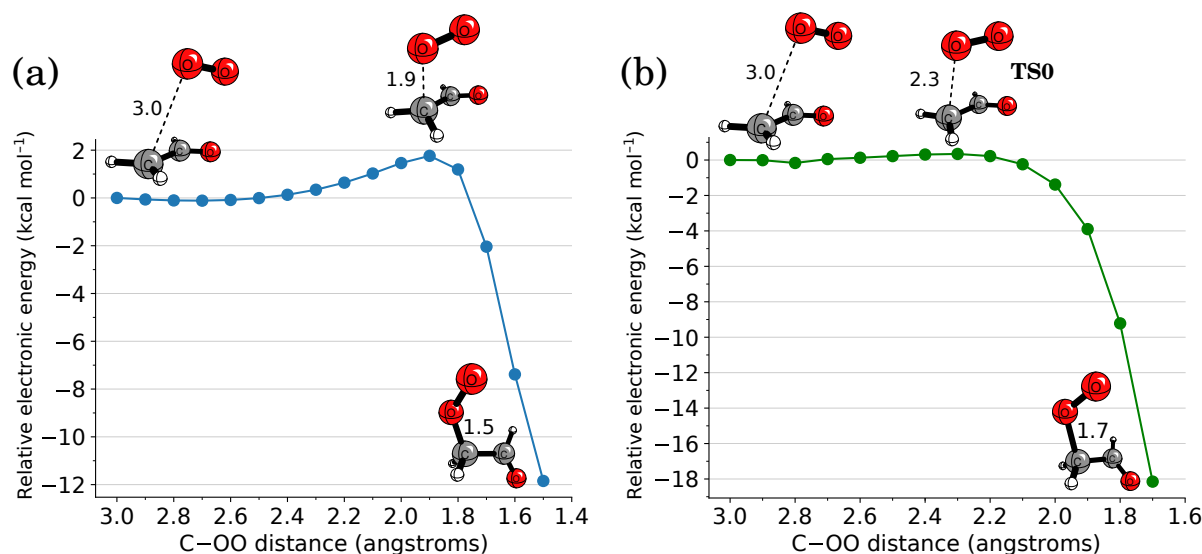 (a)
3.0
1.9
Relative electronic energy (kcal mol⁻¹)
2
0
−2
−4
−6
−8
−10
−12
1.5
3.0 2.8 2.6 2.4 2.2 2.0 1.8 1.6 1.4
C−OO distance (angstroms)
O O
O O
C C O
C C O
O
O
C C
O
(b)
3.0
2.3
TS0
Relative electronic energy (kcal mol⁻¹)
0
−2
−4
−6
−8
−10
−12
−14
−16
−18
1.7
3.0 2.8 2.6 2.4 2.2 2.0 1.8 1.6
C−OO distance (angstroms)
O O
O O
C C O
C C O
O
O
C C
O